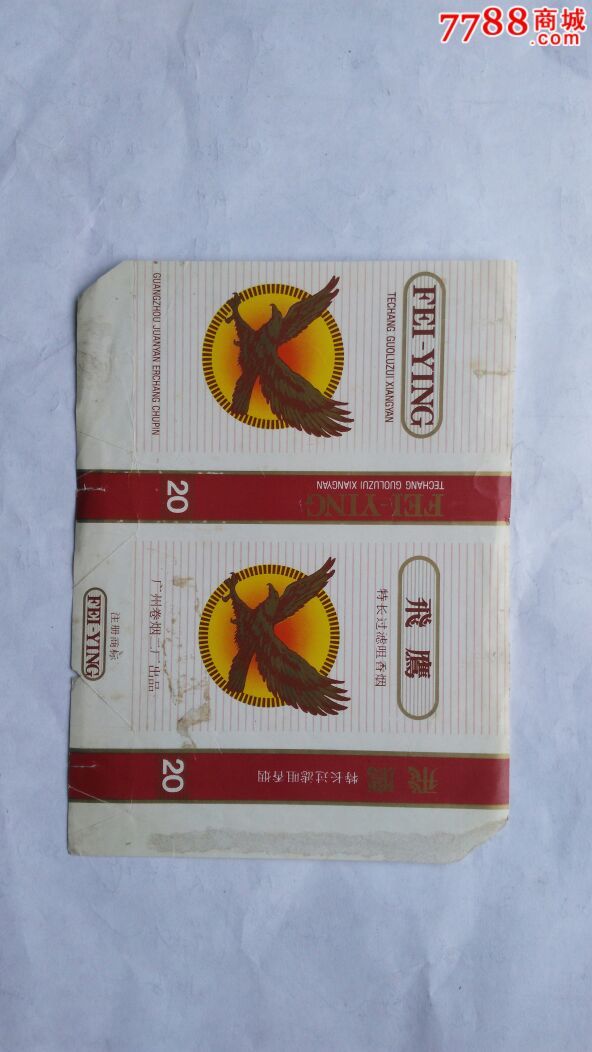 7788商城
.com
FEI-YING
TECHANG GUOLUZUI XIANGYAN
GUANGZHOU JUANYAN ERCHANG CHUPIN
FEI-YING
TECHANG GUOLUZUI XIANGYAN
20
飛鷹
特长过滤咀香烟
广州卷烟二厂出品
注册商标
FEI-YING
飛鷹
特长过滤咀香烟
20